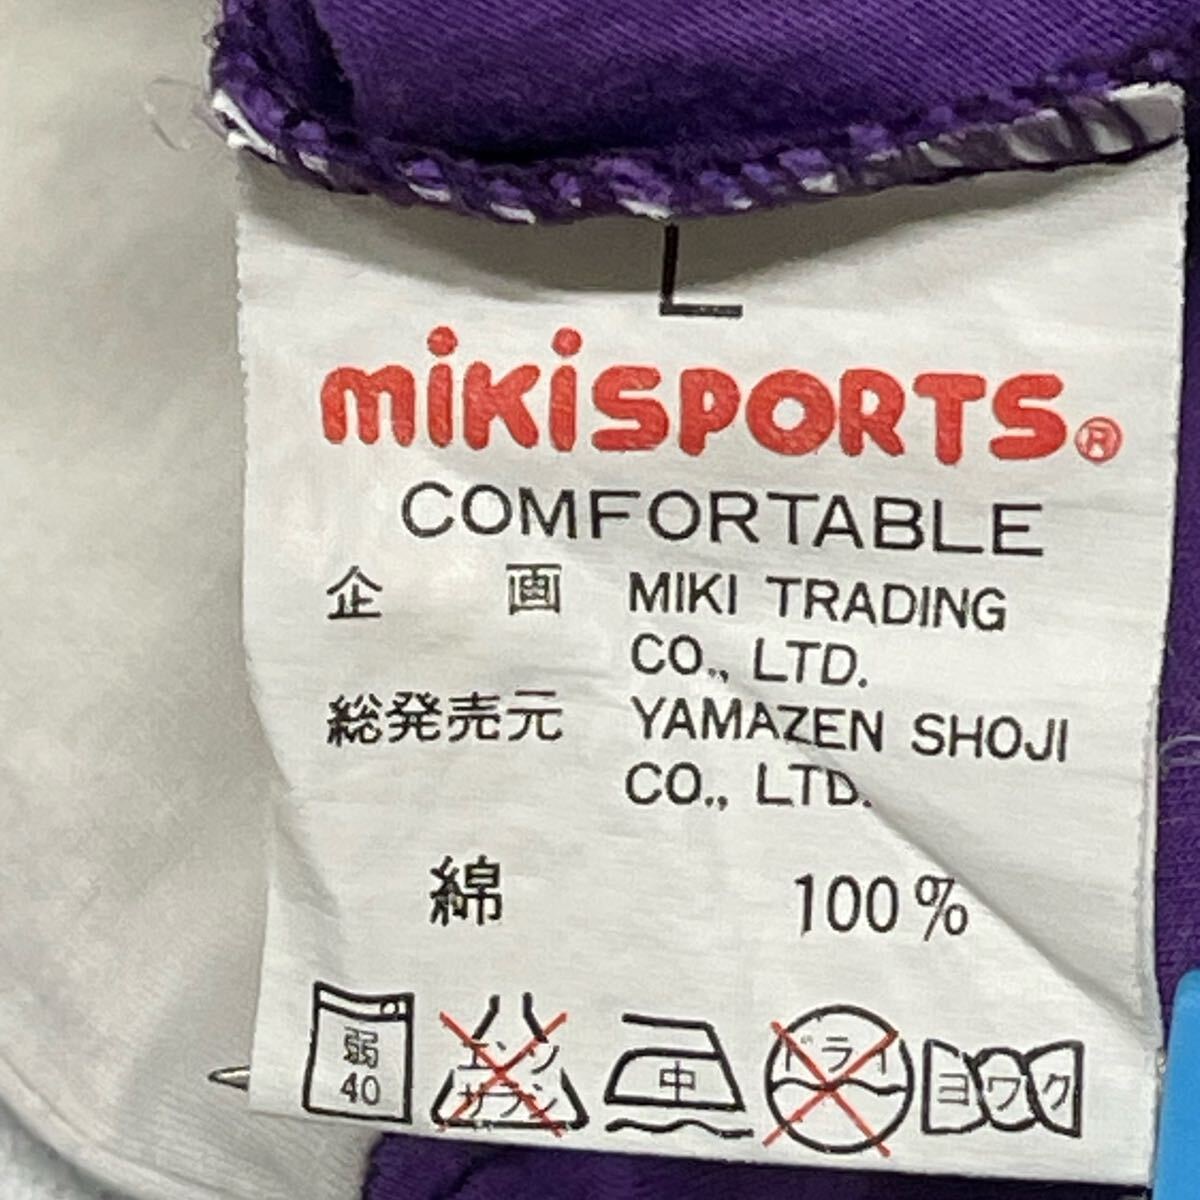 L
mikiSPORTS®
COMFORTABLE
企画 MIKI TRADING
CO., LTD.
総発売元 YAMAZEN SHOJI
CO., LTD.
綿 100%
弱 エンソ 中 ドライ ヨワク
40 サラシ